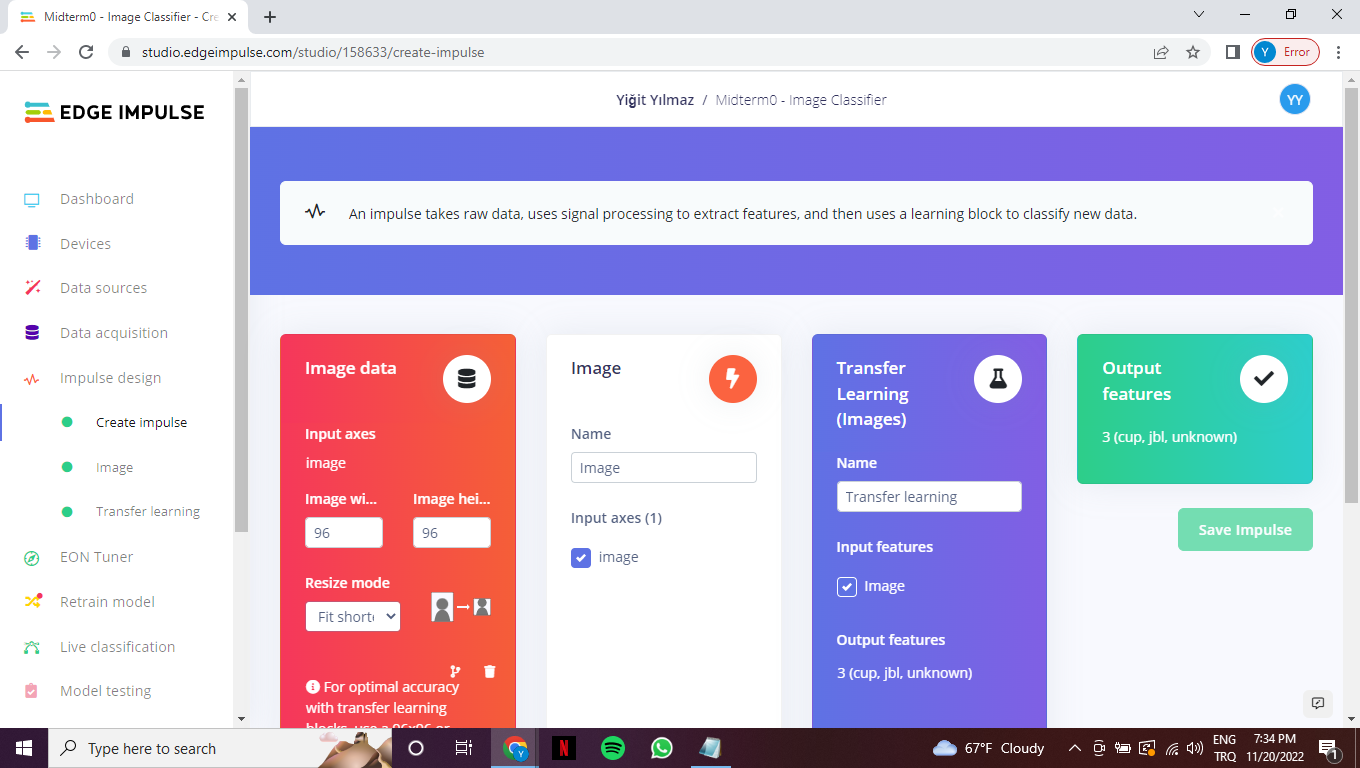 Midterm0 - Image Classifier - Cre
studio.edgeimpulse.com/studio/158633/create-impulse
Y
Error
EDGE IMPULSE
Yiğit Yılmaz / Midterm0 - Image Classifier
YY
Dashboard
Devices
Data sources
Data acquisition
Impulse design
Create impulse
Image
Transfer learning
EON Tuner
Retrain model
Live classification
Model testing
An impulse takes raw data, uses signal processing to extract features, and then uses a learning block to classify new data.
Image data
Input axes
image
Image wi... Image hei...
96 96
Resize mode
Fit shorte
For optimal accuracy
with transfer learning
blocks, use a 96x96 or
Image
Name
Image
Input axes (1)
image
Transfer
Learning
(Images)
Name
Transfer learning
Input features
Image
Output features
3 (cup, jbl, unknown)
Output
features
3 (cup, jbl, unknown)
Save Impulse
Type here to search
Y
N
67°F Cloudy
ENG
TRQ
7:34 PM
11/20/2022
1